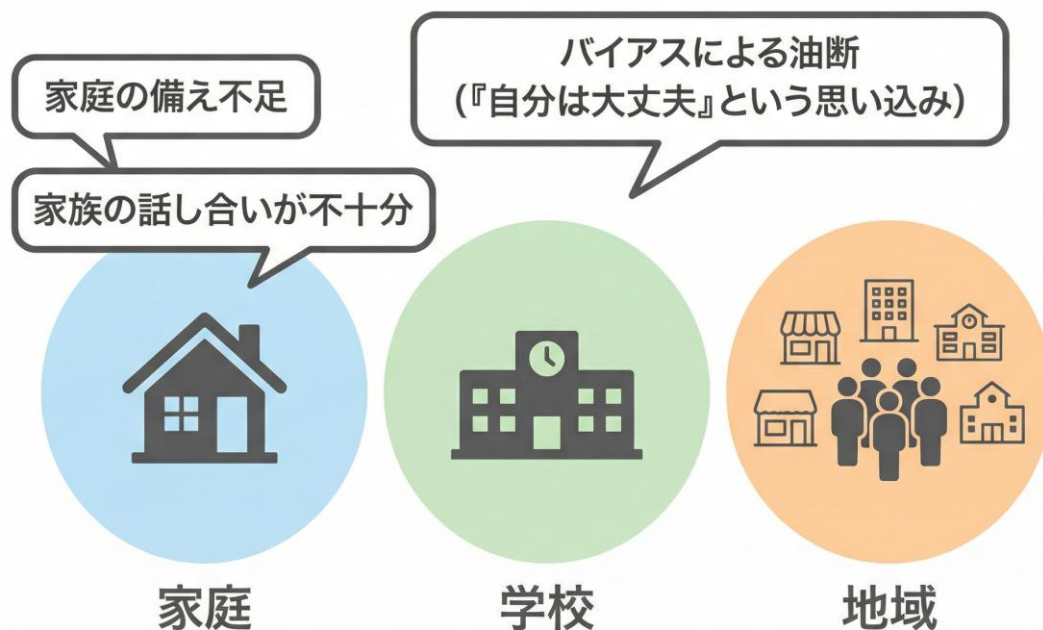 家庭の備え不足
家族の話し合いが不十分
バイアスによる油断
（『自分は大丈夫』という思い込み）
家庭
学校
地域